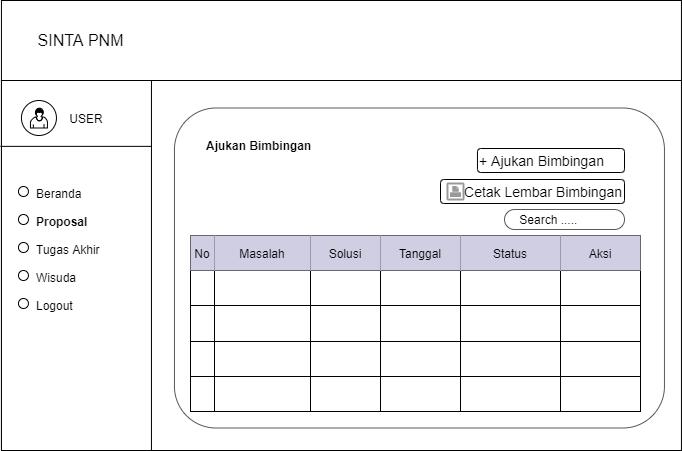 SINTA PNM
USER
Beranda
Proposal
Tugas Akhir
Wisuda
Logout
Ajukan Bimbingan
+ Ajukan Bimbingan
Cetak Lembar Bimbingan
Search .....
No Masalah Solusi Tanggal Status Aksi